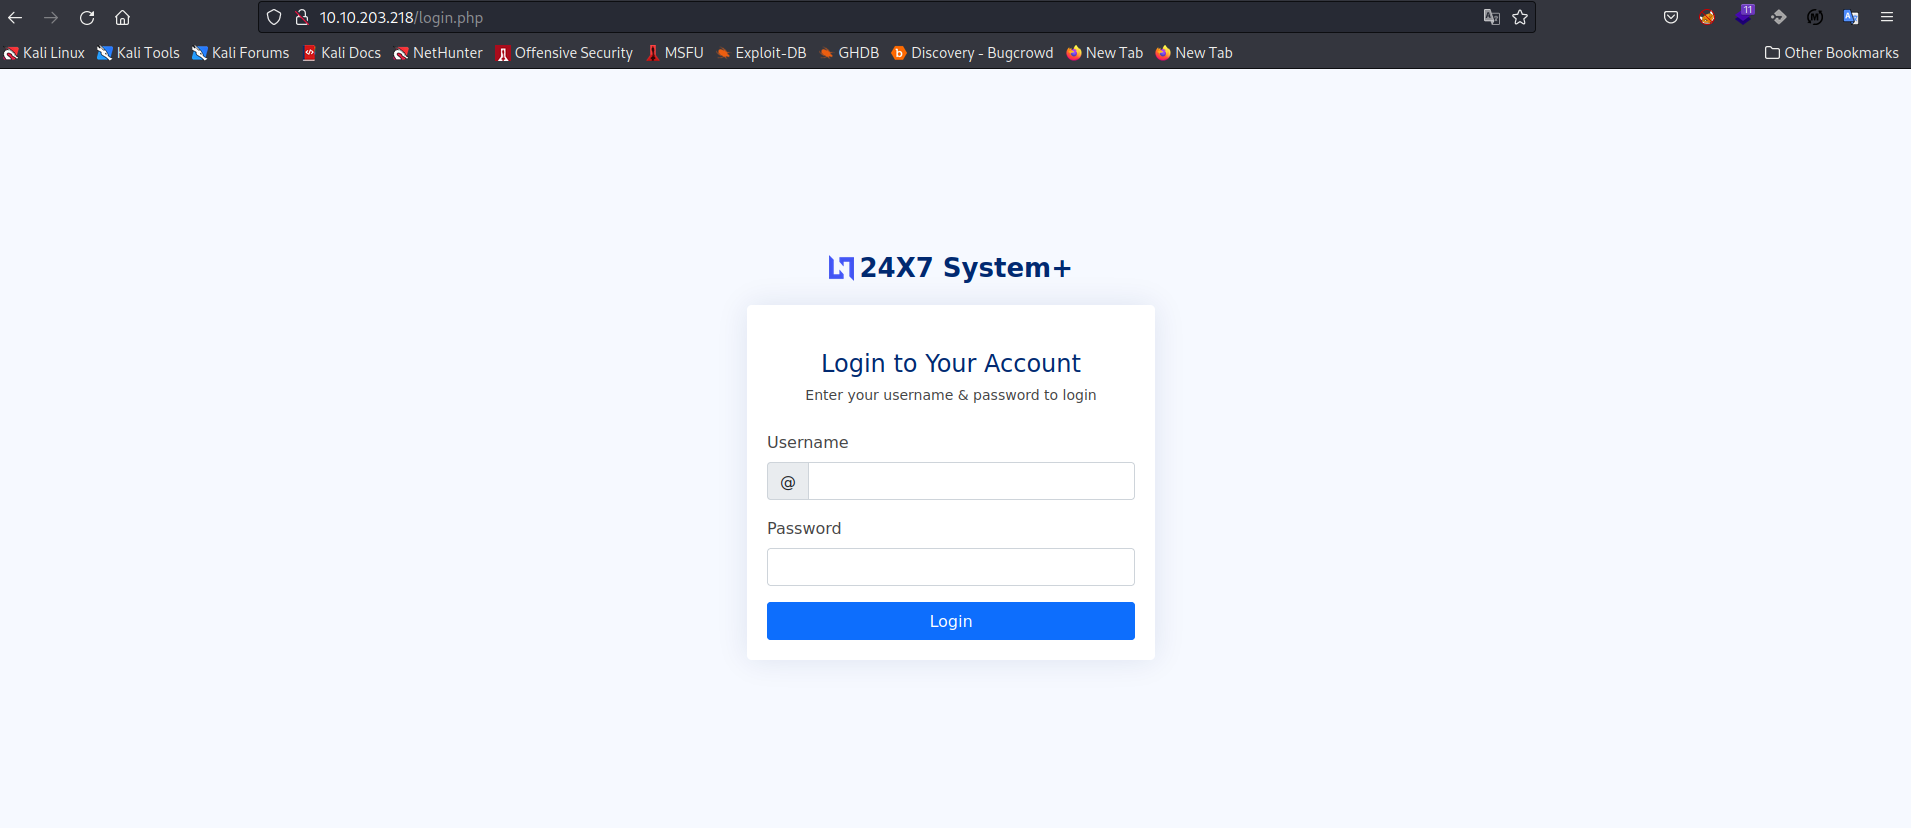 10.10.203.218/login.php
11
Kali Linux Kali Tools Kali Forums Kali Docs NetHunter Offensive Security MSFU Exploit-DB GHDB Discovery - Bugcrowd New Tab New Tab Other Bookmarks
24X7 System+
Login to Your Account
Enter your username & password to login
Username
@
Password
Login